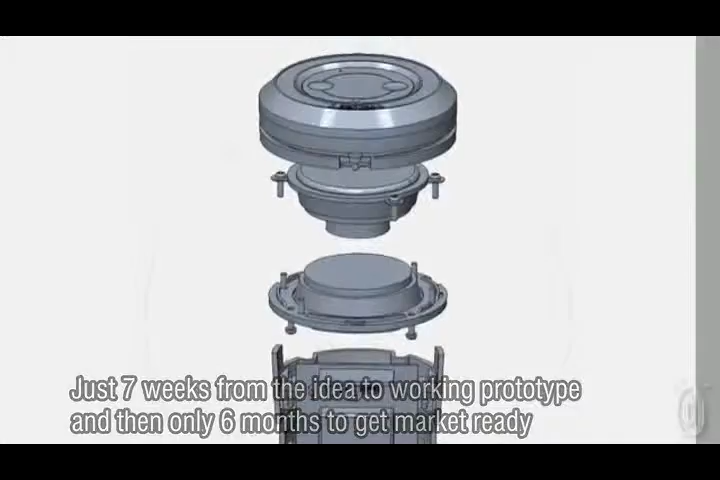 Just 7 weeks from the idea to working prototype
and then only 6 months to get market ready